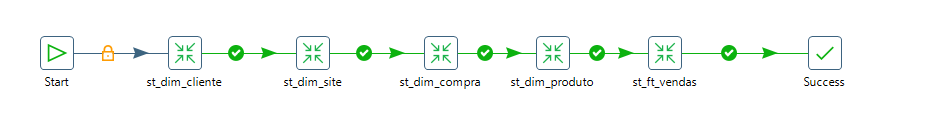 Start
st_dim_cliente
st_dim_site
st_dim_compra
st_dim_produto
st_ft_vendas
Success